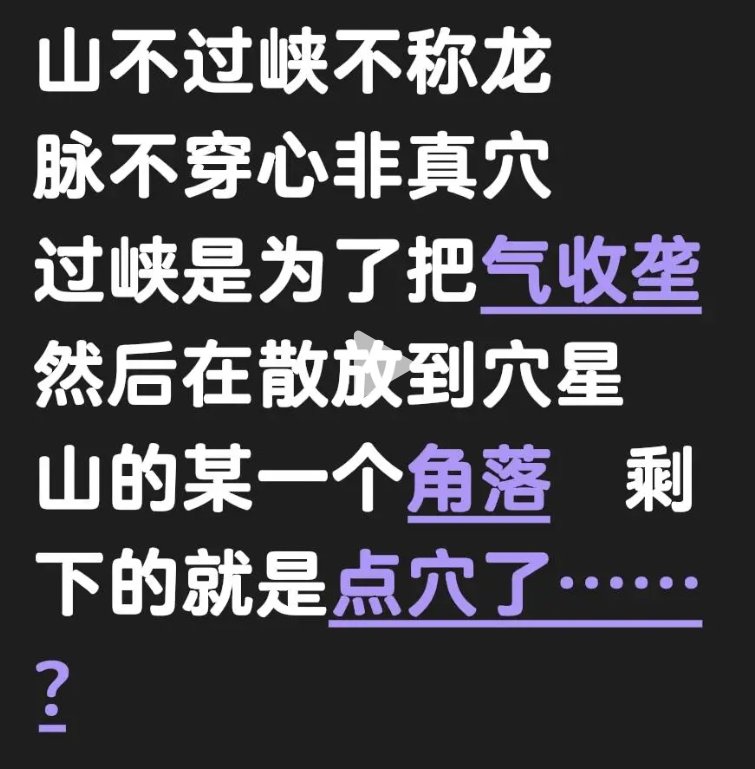 山不过峡不称龙
脉不穿心非真穴
过峡是为了把气收垄
然后在散放到穴星
山的某一个角落　剩
下的就是点穴了……
?